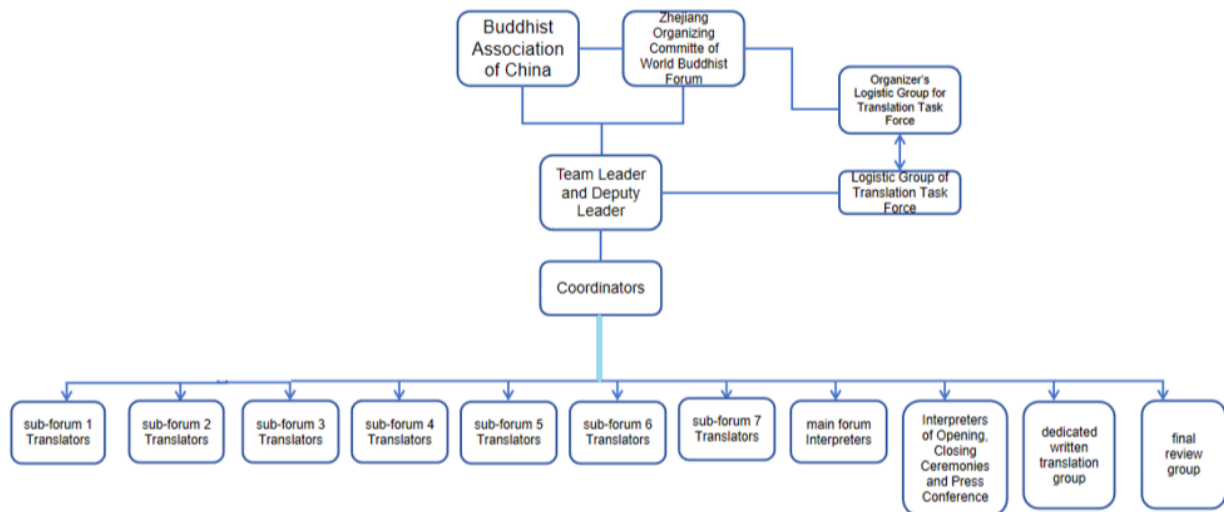 Buddhist
Association
of China
Zhejiang
Organizing
Committe of
World Buddhist
Forum
Organizer's
Logistic Group for
Translation Task
Force
Team Leader
and Deputy
Leader
Logistic Group of
Translation Task
Force
Coordinators
sub-forum 1
Translators
sub-forum 2
Translators
sub-forum 3
Translators
sub-forum 4
Translators
sub-forum 5
Translators
sub-forum 6
Translators
sub-forum 7
Translators
main forum
Interpreters
Interpreters
of Opening,
Closing
Ceremonies
and Press
Conference
dedicated
written
translation
group
final
review
group